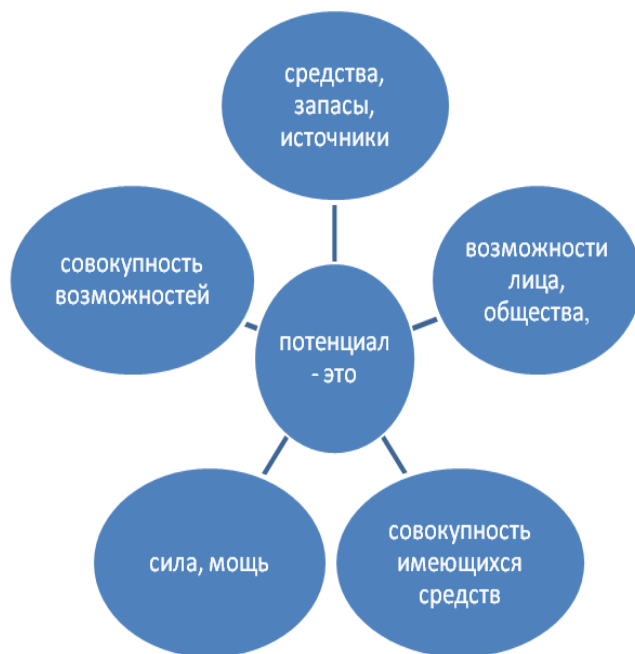 средства,
запасы,
источники
совокупность
возможностей
возможности
лица,
общества,
потенциал
- это
сила, мощь
совокупность
имеющихся
средств